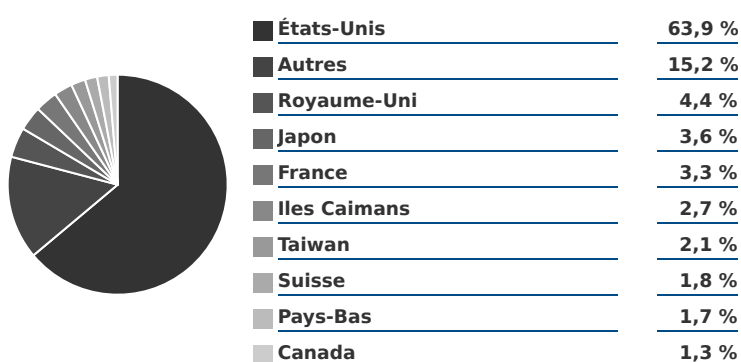 États-Unis 63,9 %
Autres 15,2 %
Royaume-Uni 4,4 %
Japon 3,6 %
France 3,3 %
Iles Caimans 2,7 %
Taiwan 2,1 %
Suisse 1,8 %
Pays-Bas 1,7 %
Canada 1,3 %